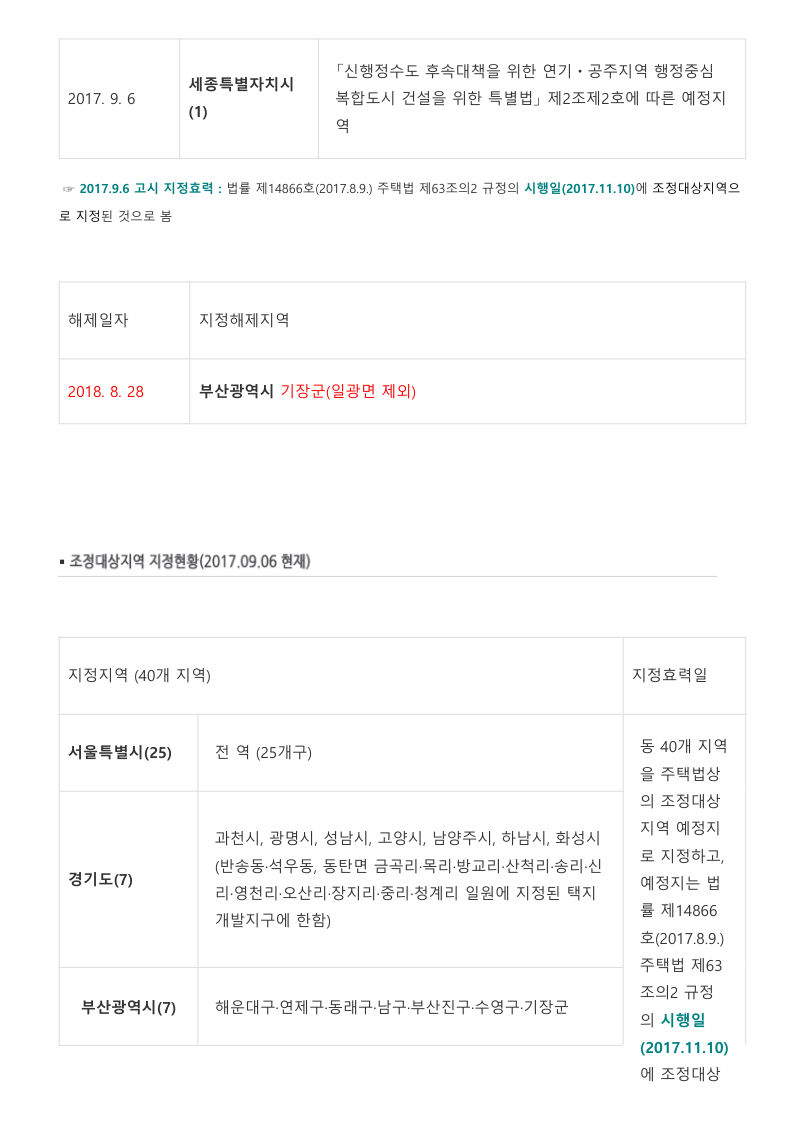 2017. 9. 6
세종특별자치시
(1)
「신행정수도 후속대책을 위한 연기·공주지역 행정중심
복합도시 건설을 위한 특별법」 제2조제2호에 따른 예정지
역
☞ 2017.9.6 고시 지정효력 : 법률 제14866호(2017.8.9.) 주택법 제63조의2 규정의 시행일(2017.11.10)에 조정대상지역으
로 지정된 것으로 봄
해제일자
지정해제지역
2018. 8. 28
부산광역시 기장군(일광면 제외)
▪ 조정대상지역 지정현황(2017.09.06 현재)
지정지역 (40개 지역)
지정효력일
서울특별시(25)
전 역 (25개구)
경기도(7)
과천시, 광명시, 성남시, 고양시, 남양주시, 하남시, 화성시
(반송동·석우동, 동탄면 금곡리·목리·방교리·산척리·송리·신
리·영천리·오산리·장지리·중리·청계리 일원에 지정된 택지
개발지구에 한함)
부산광역시(7)
해운대구·연제구·동래구·남구·부산진구·수영구·기장군
동 40개 지역
을 주택법상
의 조정대상
지역 예정지
로 지정하고,
예정지는 법
률 제14866
호(2017.8.9.)
주택법 제63
조의2 규정
의 시행일
(2017.11.10)
에 조정대상